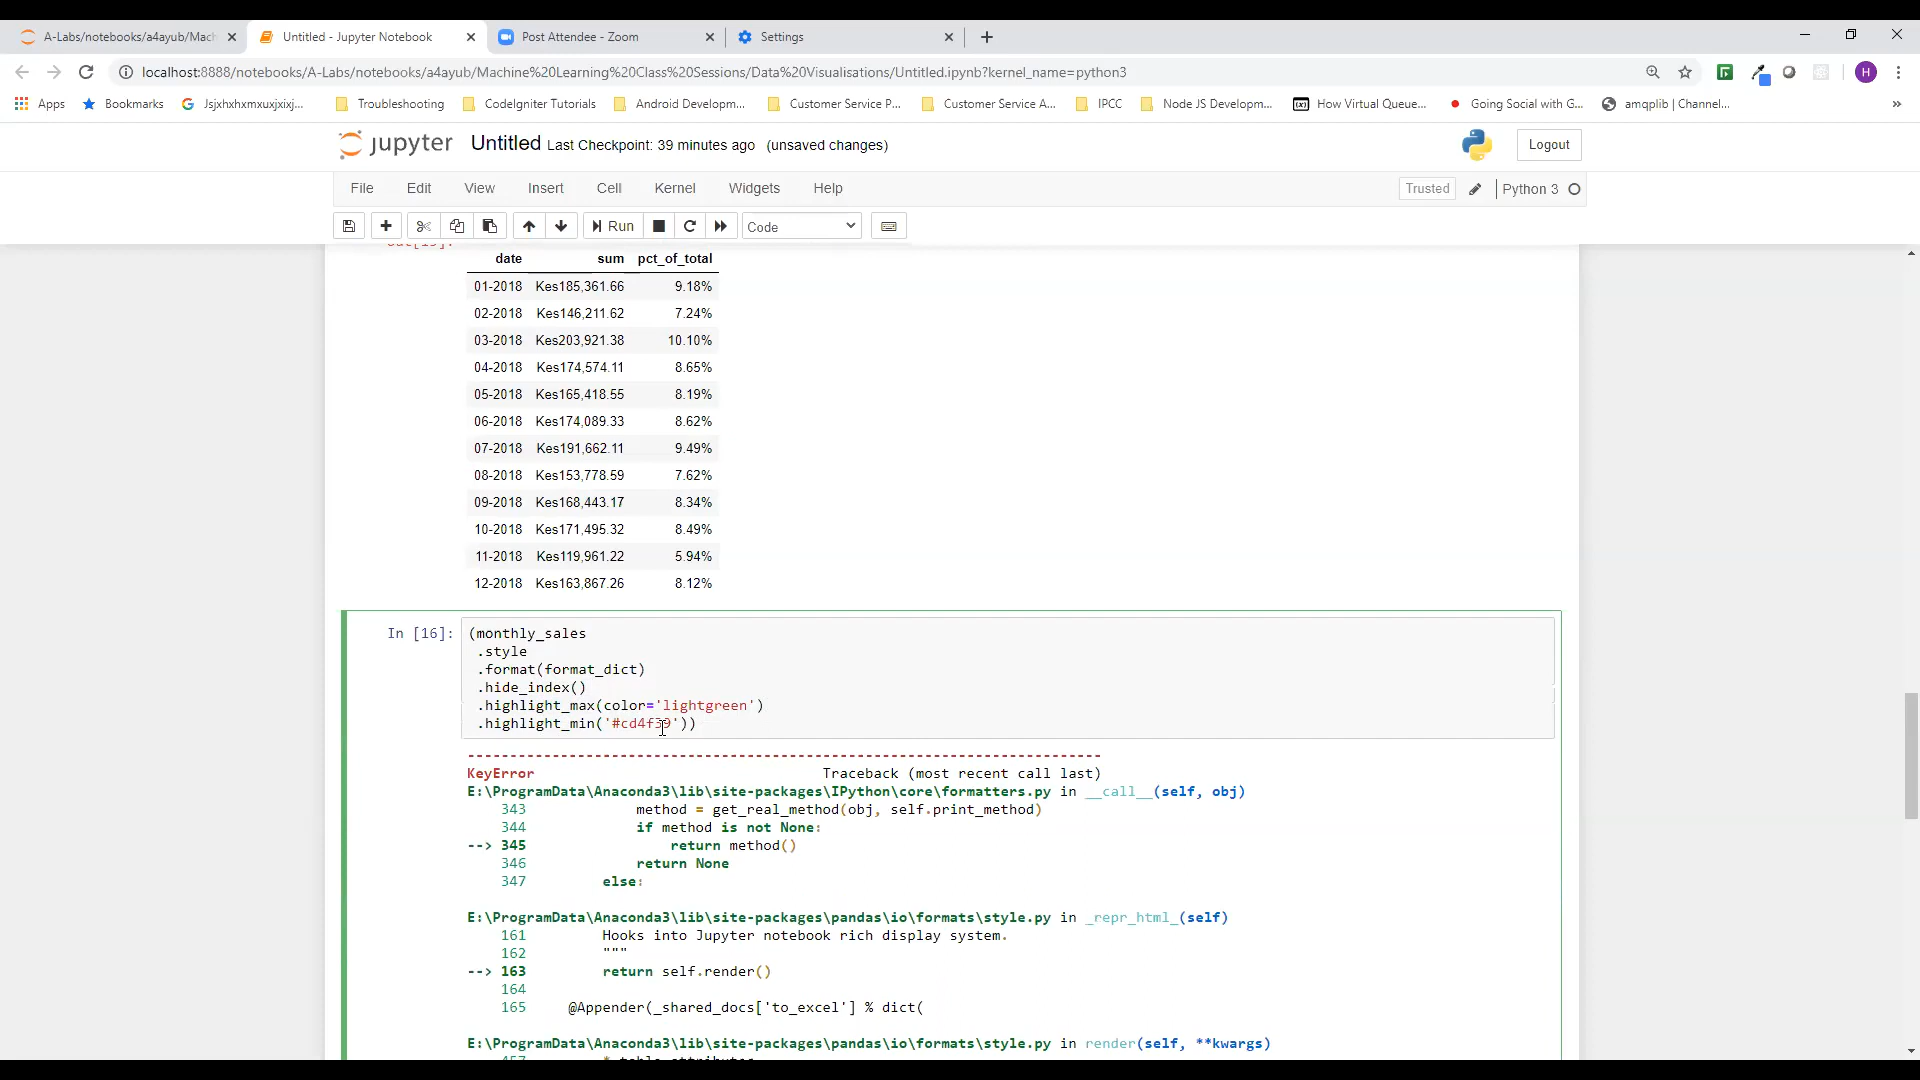 A-Labs/notebooks/a4ayub/Mach
Untitled - Jupyter Notebook
Post Attendee - Zoom
Settings
localhost:8888/notebooks/A-Labs/notebooks/a4ayub/Machine%20Learning%20Class%20Sessions/Data%20Visualisations/Untitled.ipynb?kernel_name=python3
H
Apps
Bookmarks
Jsjxhxhxmxuxjxixj...
Troubleshooting
CodeIgniter Tutorials
Android Developm...
Customer Service P...
Customer Service A...
IPCC
Node JS Developm...
How Virtual Queue...
Going Social with G...
amqplib | Channel...
jupyter Untitled Last Checkpoint: 39 minutes ago (unsaved changes)
Logout
File Edit View Insert Cell Kernel Widgets Help
Trusted
Python 3
Run
Code
date sum pct_of_total
01-2018 Kes185,361.66 9.18%
02-2018 Kes146,211.62 7.24%
03-2018 Kes203,921.38 10.10%
04-2018 Kes174,574.11 8.65%
05-2018 Kes165,418.55 8.19%
06-2018 Kes174,089.33 8.62%
07-2018 Kes191,662.11 9.49%
08-2018 Kes153,778.59 7.62%
09-2018 Kes168,443.17 8.34%
10-2018 Kes171,495.32 8.49%
11-2018 Kes119,961.22 5.94%
12-2018 Kes163,867.26 8.12%
In [16]: (monthly_sales
.style
.format(format_dict)
.hide_index()
.highlight_max(color='lightgreen')
.highlight_min('#cd4f39'))
---------------------------------------------------------------------------
KeyError Traceback (most recent call last)
E:\ProgramData\Anaconda3\lib\site-packages\IPython\core\formatters.py in __call__(self, obj)
343 method = get_real_method(obj, self.print_method)
344 if method is not None:
--> 345 return method()
346 return None
347 else:
E:\ProgramData\Anaconda3\lib\site-packages\pandas\io\formats\style.py in _repr_html_(self)
161 Hooks into Jupyter notebook rich display system.
162 """
--> 163 return self.render()
164
165 @Appender(_shared_docs['to_excel'] % dict(
E:\ProgramData\Anaconda3\lib\site-packages\pandas\io\formats\style.py in render(self, **kwargs)